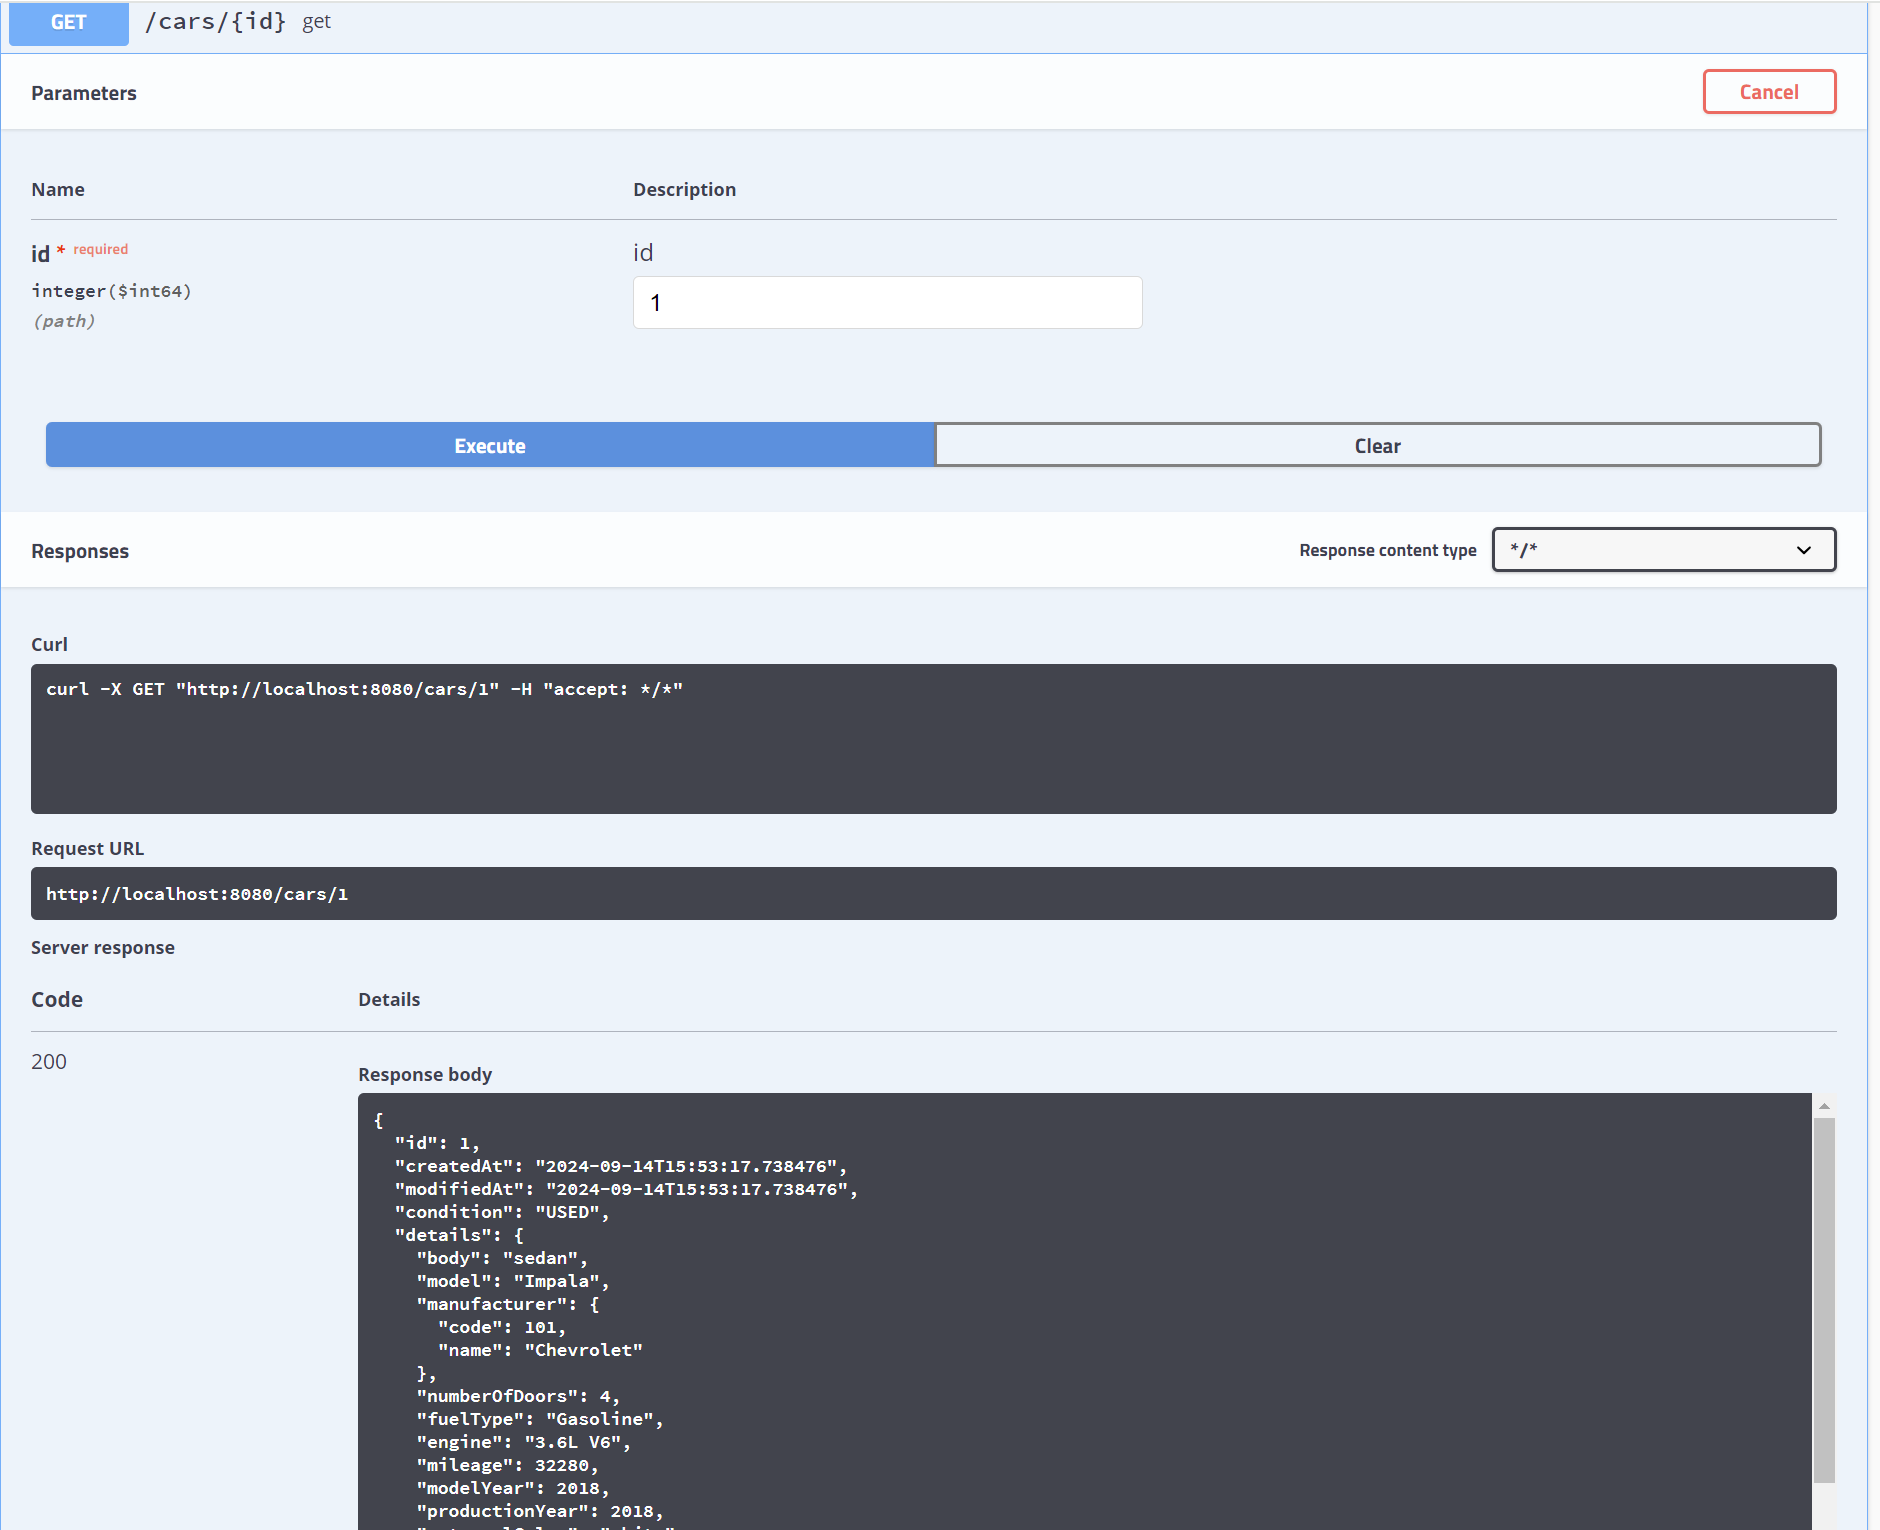 GET /cars/{id} get
Parameters Cancel
Name Description
id * required id
integer($int64) 1
(path)
Execute Clear
Responses Response content type */*
Curl
curl -X GET "http://localhost:8080/cars/1" -H "accept: */*"
Request URL
http://localhost:8080/cars/1
Server response
Code Details
200
Response body
{
  "id": 1,
  "createdAt": "2024-09-14T15:53:17.738476",
  "modifiedAt": "2024-09-14T15:53:17.738476",
  "condition": "USED",
  "details": {
    "body": "sedan",
    "model": "Impala",
    "manufacturer": {
      "code": 101,
      "name": "Chevrolet"
    },
    "numberOfDoors": 4,
    "fuelType": "Gasoline",
    "engine": "3.6L V6",
    "mileage": 32280,
    "modelYear": 2018,
    "productionYear": 2018,